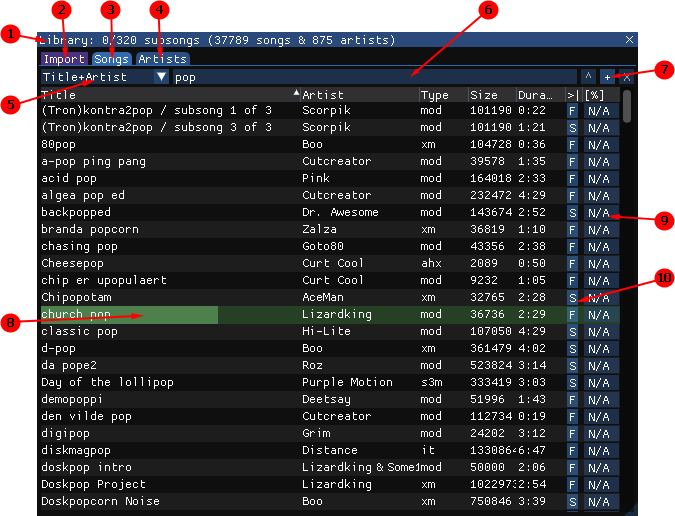 2 3 4 6
1 Library: 0/320 subsongs (37789 songs & 875 artists) ×
Import Songs Artists
7
Title+Artist ▼ pop ^ + x
5
Title ▲ Artist Type Size Dura… >| [%]
(Tron)kontra2pop / subsong 1 of 3 Scorpik mod 101190 0:22 F N/A
(Tron)kontra2pop / subsong 3 of 3 Scorpik mod 101190 1:21 S N/A
80pop Boo xm 104728 0:36 F N/A
a-pop ping pang Cutcreator mod 39578 1:35 F N/A
acid pop Pink mod 164018 2:33 F N/A
algea pop ed Cutcreator mod 232472 4:29 F N/A
backpopped Dr. Awesome mod 143674 2:52 S N/A 9
branda popcorn Zalza xm 36819 1:10 F N/A
chasing pop Goto80 mod 43356 2:38 F N/A
Cheesepop Curt Cool ahx 2089 0:50 F N/A
chip er upopulaert Curt Cool mod 9232 1:05 F N/A 10
Chipopotam AceMan xm 32765 2:28 S N/A
8 church pop Lizardking mod 36736 2:29 F N/A
classic pop Hi-Lite mod 107050 4:29 S N/A
d-pop Boo xm 361479 4:02 S N/A
da pope2 Roz mod 523824 3:14 S N/A
Day of the lollipop Purple Motion s3m 333419 3:03 S N/A
demopoppi Deetsay mod 51996 1:43 F N/A
den vilde pop Cutcreator mod 112734 0:19 F N/A
digipop Grim mod 24202 3:12 F N/A
diskmagpop Distance it 133086 6:47 F N/A
doskpop intro Lizardking & Some mod 50000 2:06 F N/A
Doskpop Project Lizardking xm 102297 2:54 F N/A
Doskpopcorn Noise Boo xm 750846 3:39 S N/A